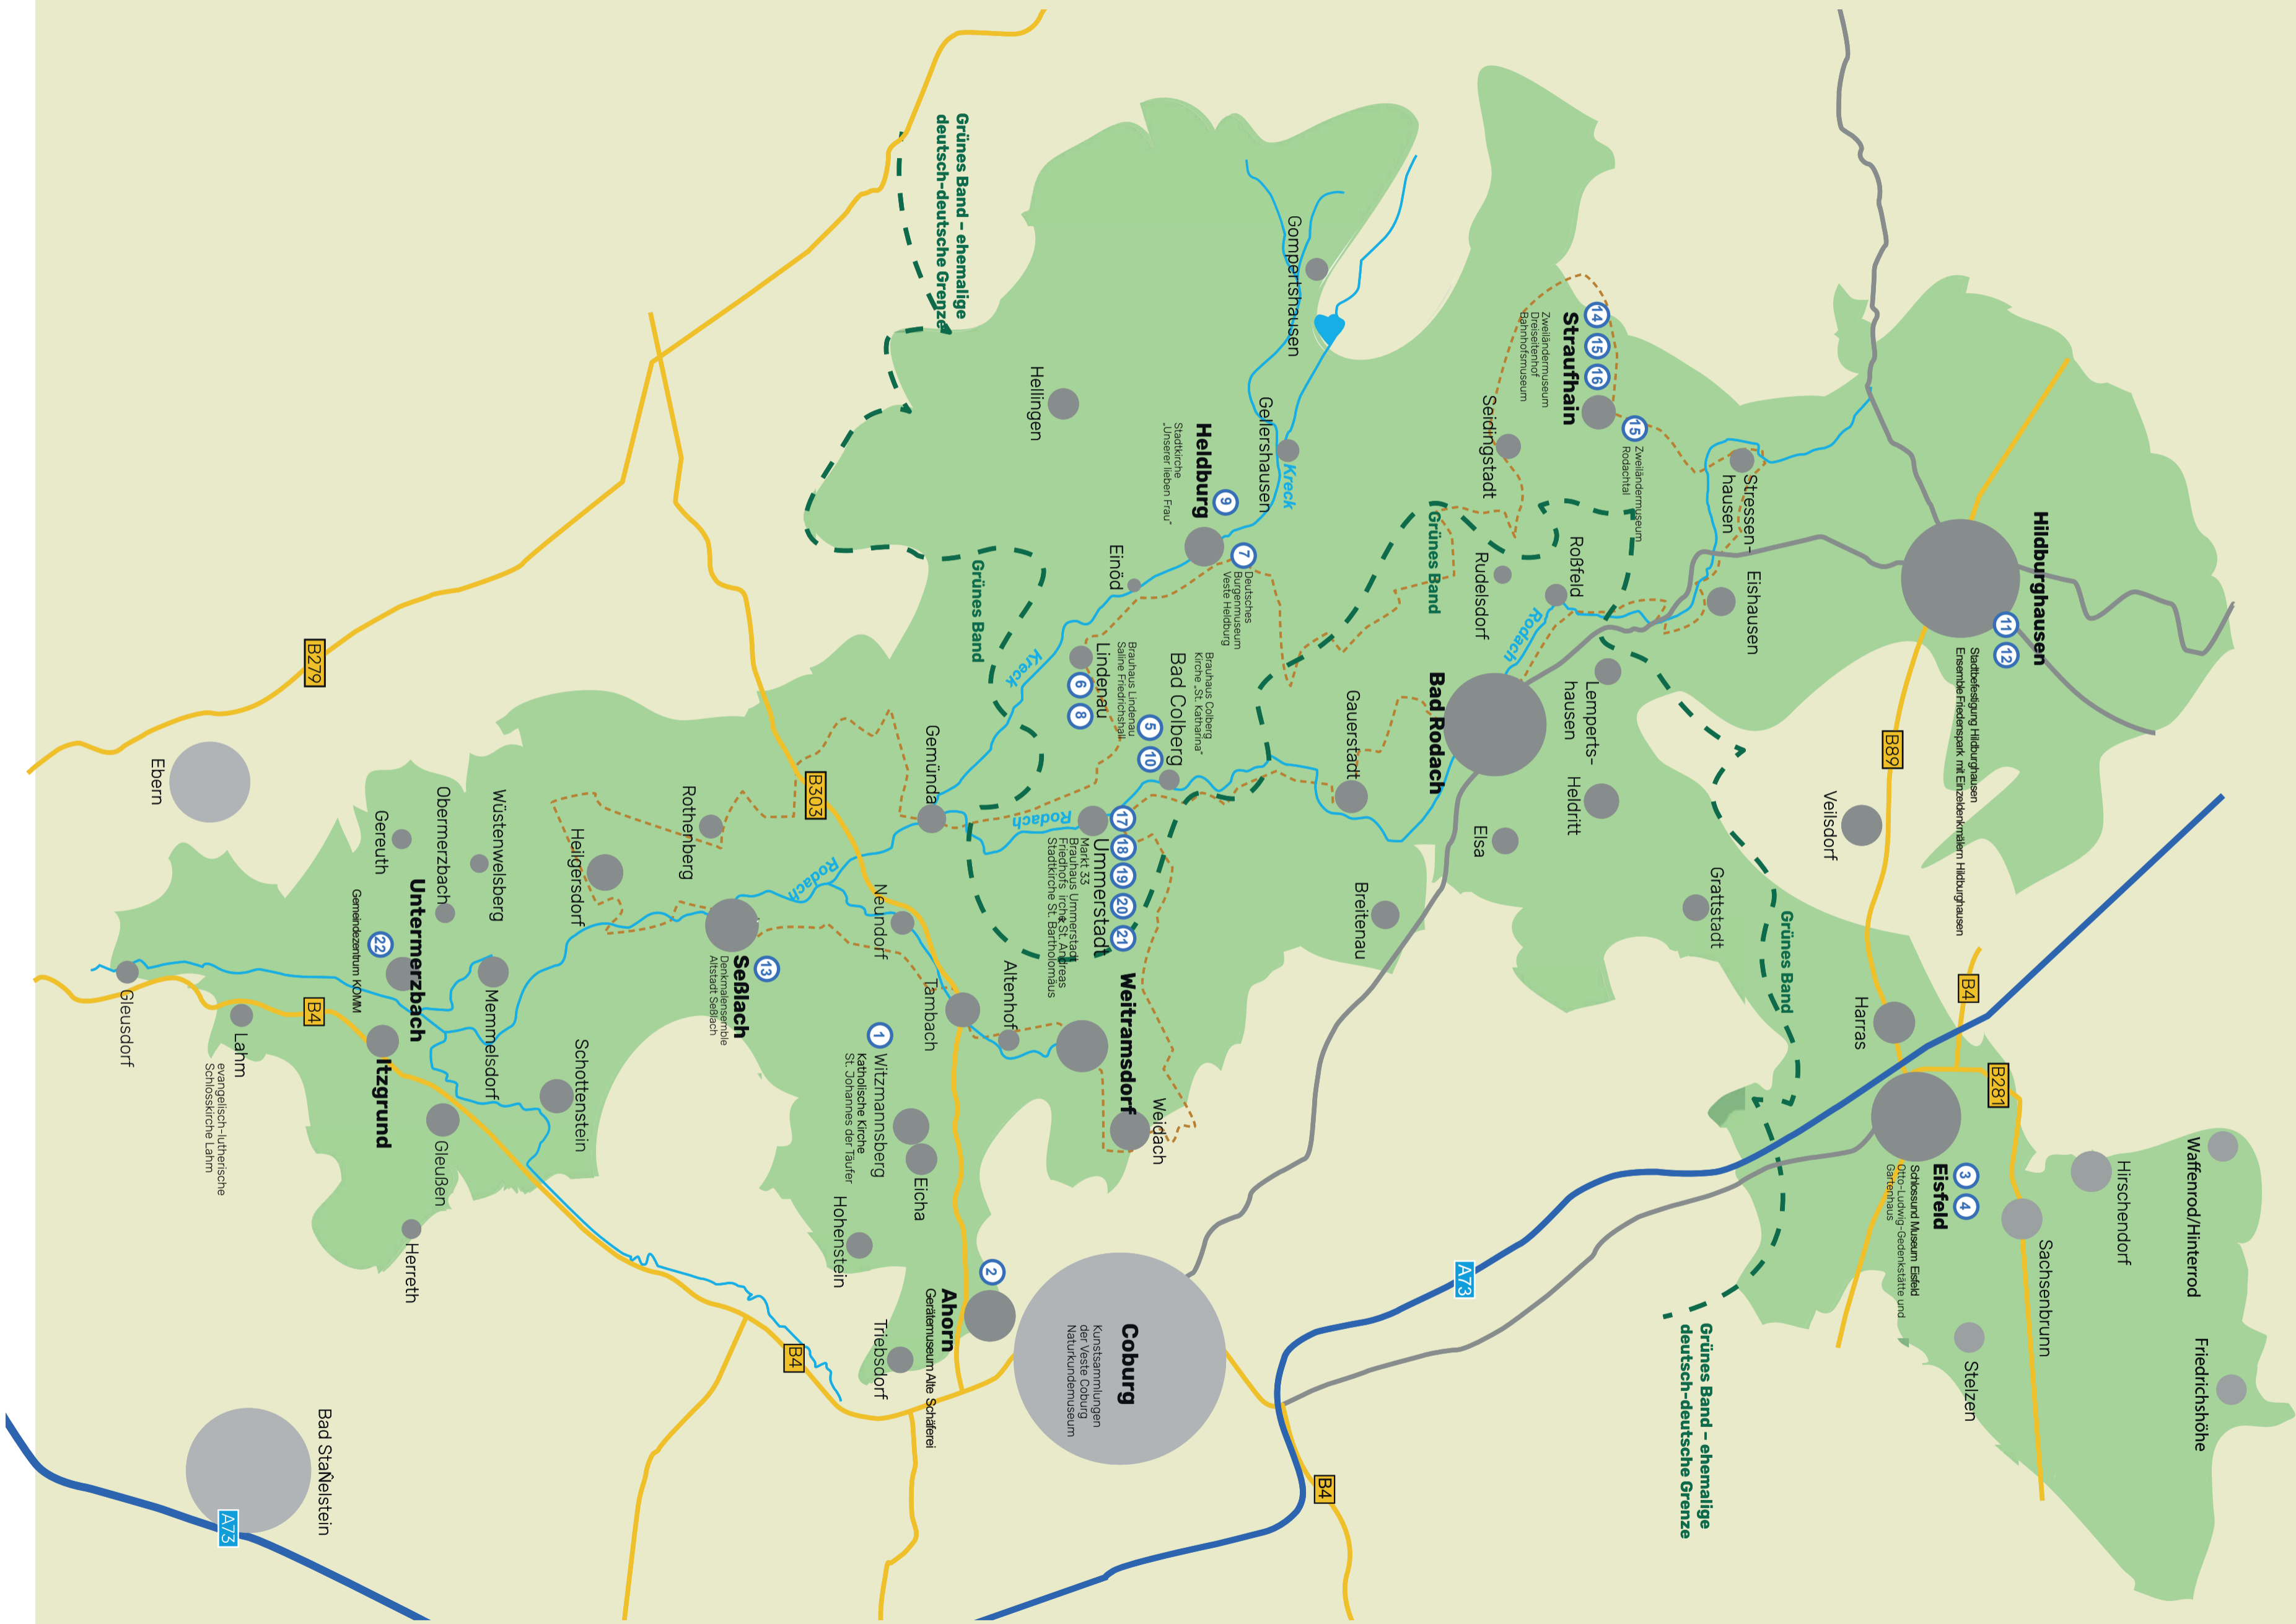 Hildburghausen
11 12
Stadtbefestigung Hildburghausen
Ensemble Friedenspark mit Einzeldenkmälern Hildburghausen
Waffenrod/Hinterrod
Friedrichshöhe
Hirschendorf
Sachsenbrunn
Stelzen
B281
B4
B89
Veilsdorf
Harras
3 4
Eisfeld
Schloss und Museum Eisfeld
Otto-Ludwig-Gedenkstätte und
Gartenhaus
Grünes Band
Grünes Band – ehemalige
deutsch-deutsche Grenze
Stressen-
hausen
Eishausen
Grattstadt
15
Zweiländermuseum
Rodachtal
14 15 16
Straufhain
Zweiländermuseum
Dreiseitenhof
Bahnhofsmuseum
Seidingstadt
Roßfeld
Rudelsdorf
Rodach
Lemperts-
hausen
Heldritt
Elsa
Grünes Band
Bad Rodach
Gauerstadt
Breitenau
A73
Gompertshausen
Gellershausen
Kreck
9
Heldburg
Stadtkirche
„Unserer lieben Frau“
7
Deutsches
Burgenmuseum
Veste Heldburg
Brauhaus Colberg
Kirche „St. Katharina“
Bad Colberg
5 10
Einöd
Brauhaus Lindenau
Saline Friedrichshall
Lindenau
6 8
Hellingen
Kreck
Rodach
17 18 19 20 21
Ummerstadt
Markt 33
Brauhaus Ummerstadt
Stadtkirche St. Bartholomäus
Weitramsdorf
Weidach
Altenhof
Coburg
Kunstsammlungen
der Veste Coburg
Naturkundemuseum
B4
Grünes Band – ehemalige
deutsch-deutsche Grenze
Grünes Band
Gemünda
Neundorf
Tambach
2
Ahorn
Gerätemuseum Alte Schäferei
Triebsdorf
1
Witzmannsberg
Katholische Kirche
St. Johannes der Täufer
Eicha
Hohenstein
B303
Rodach
B4
Rothenberg
13
Seßlach
Denkmalensemble
Altstadt Seßlach
Heilgersdorf
Schottenstein
Wüstenwelsberg
Memmelsdorf
Obermerzbach
Gleußen
Untermerzbach
22
Gemeindezentrum KOMM
Gereuth
Itzgrund
Herreth
B279
B4
Lahm
evangelisch-lutherische
Schlosskirche Lahm
Ebern
Gleusdorf
A73